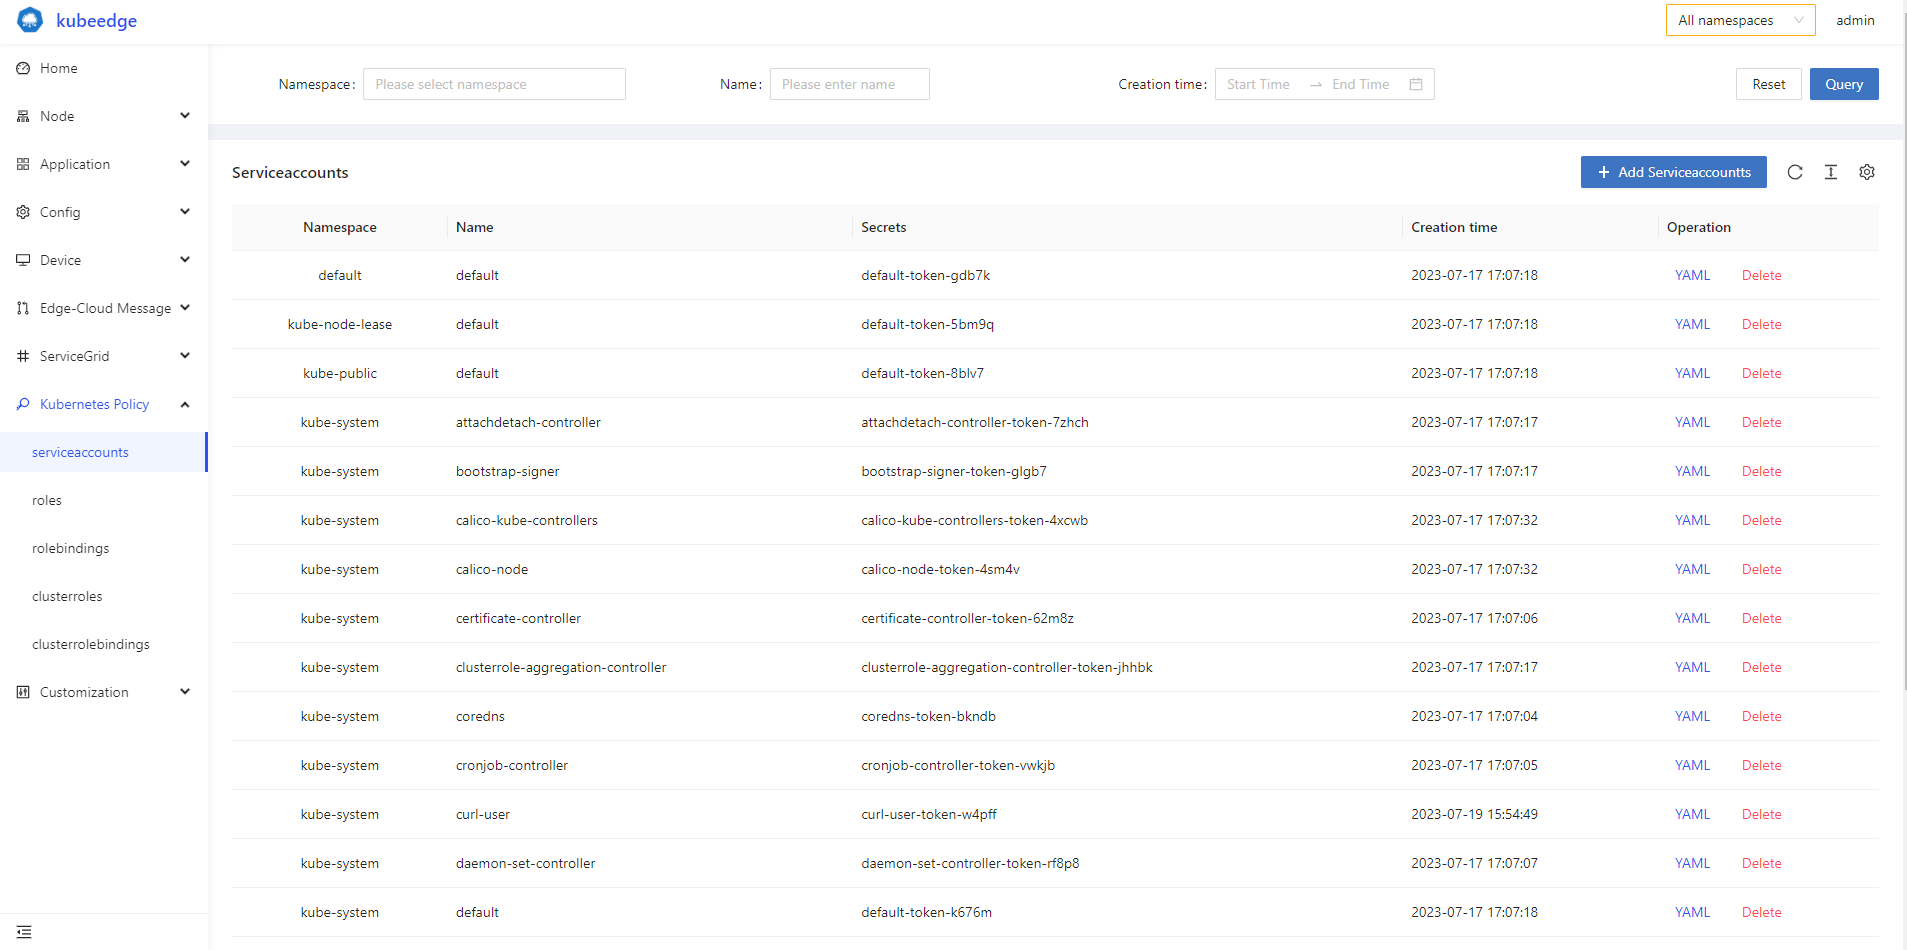 kubeedge
All namespaces
admin
Home
Node
Application
Config
Device
Edge-Cloud Message
ServiceGrid
Kubernetes Policy
serviceaccounts
roles
rolebindings
clusterroles
clusterrolebindings
Customization
Namespace: Please select namespace Name: Please enter name Creation time: Start Time → End Time Reset Query
Serviceaccounts + Add Serviceaccountts
Namespace Name Secrets Creation time Operation
default default default-token-gdb7k 2023-07-17 17:07:18 YAML Delete
kube-node-lease default default-token-5bm9q 2023-07-17 17:07:18 YAML Delete
kube-public default default-token-8blv7 2023-07-17 17:07:18 YAML Delete
kube-system attachdetach-controller attachdetach-controller-token-7zhch 2023-07-17 17:07:17 YAML Delete
kube-system bootstrap-signer bootstrap-signer-token-glgb7 2023-07-17 17:07:17 YAML Delete
kube-system calico-kube-controllers calico-kube-controllers-token-4xcwb 2023-07-17 17:07:32 YAML Delete
kube-system calico-node calico-node-token-4sm4v 2023-07-17 17:07:32 YAML Delete
kube-system certificate-controller certificate-controller-token-62m8z 2023-07-17 17:07:06 YAML Delete
kube-system clusterrole-aggregation-controller clusterrole-aggregation-controller-token-jhhbk 2023-07-17 17:07:17 YAML Delete
kube-system coredns coredns-token-bkndb 2023-07-17 17:07:04 YAML Delete
kube-system cronjob-controller cronjob-controller-token-vwkjb 2023-07-17 17:07:05 YAML Delete
kube-system curl-user curl-user-token-w4pff 2023-07-19 15:54:49 YAML Delete
kube-system daemon-set-controller daemon-set-controller-token-rf8p8 2023-07-17 17:07:07 YAML Delete
kube-system default default-token-k676m 2023-07-17 17:07:18 YAML Delete